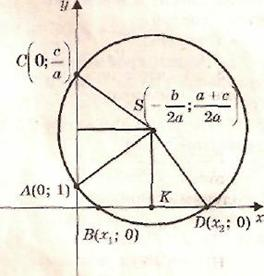 y
C(0; c/a)
S(-b/2a; a+c/2a)
A(0; 1)
K
B(x₁; 0)
D(x₂; 0)
x